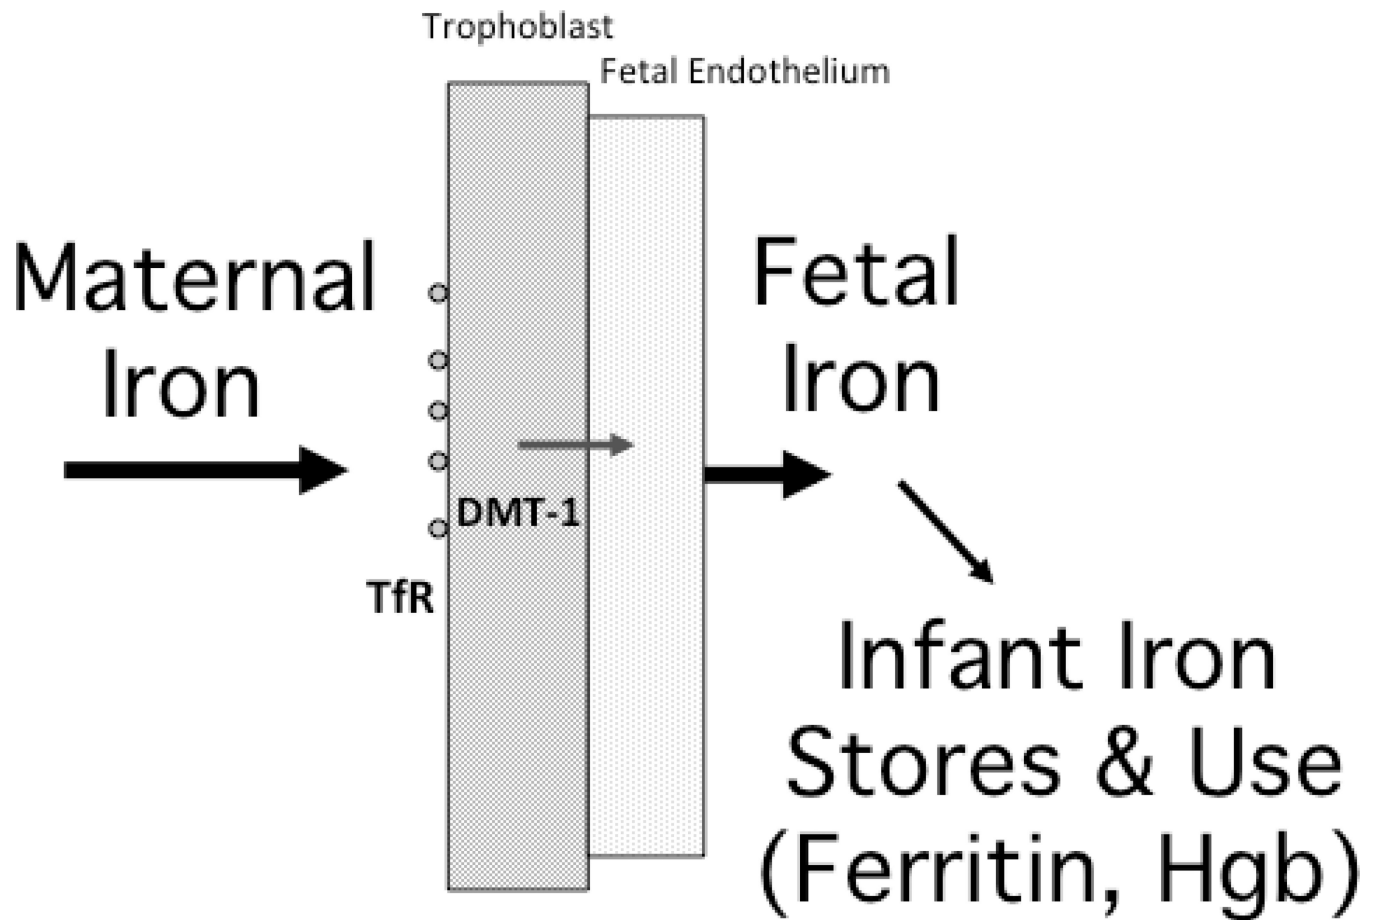 Trophoblast
Fetal Endothelium
Maternal
Iron
Fetal
Iron
DMT-1
TfR
Infant Iron
Stores & Use
(Ferritin, Hgb)